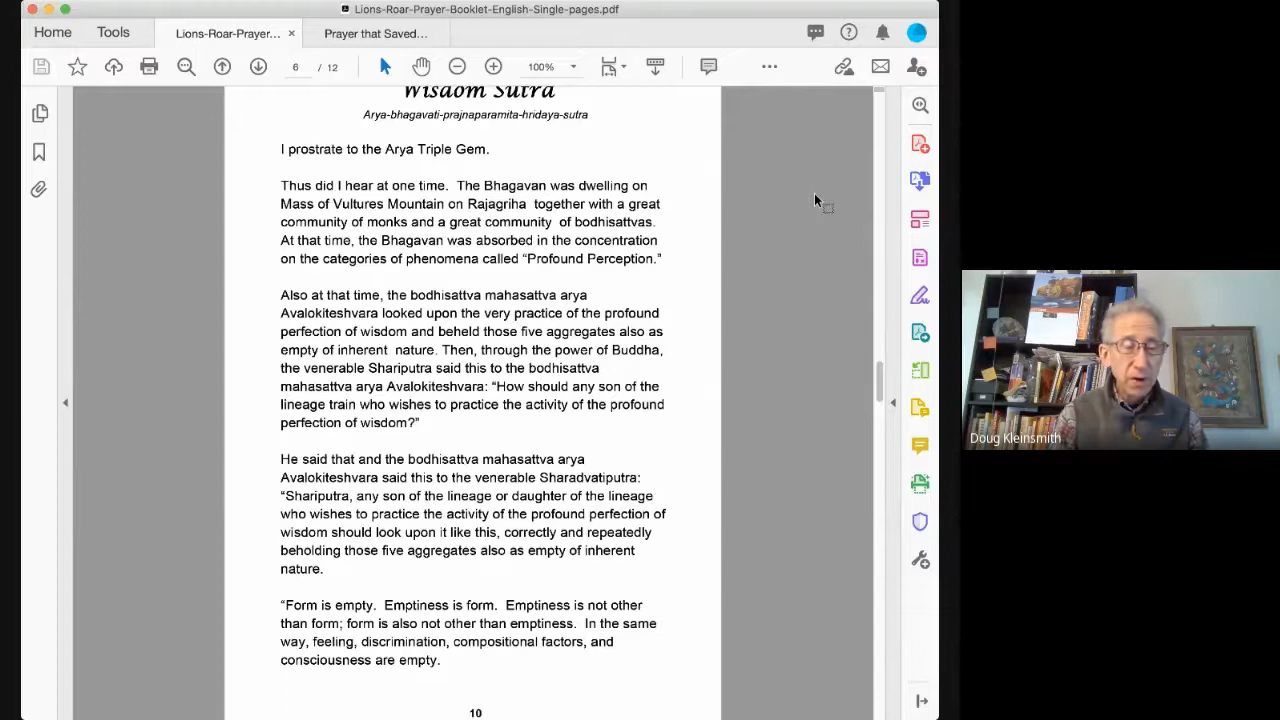 Lions-Roar-Prayer-Booklet-English-Single-pages.pdf
Home
Tools
Lions-Roar-Prayer...
Prayer that Saved...
6 / 12
100%
Wisdom Sutra
Arya-bhagavati-prajnaparamita-hridaya-sutra
I prostrate to the Arya Triple Gem.
Thus did I hear at one time. The Bhagavan was dwelling on
Mass of Vultures Mountain on Rajagriha together with a great
community of monks and a great community of bodhisattvas.
At that time, the Bhagavan was absorbed in the concentration
on the categories of phenomena called “Profound Perception.”
Also at that time, the bodhisattva mahasattva arya
Avalokiteshvara looked upon the very practice of the profound
perfection of wisdom and beheld those five aggregates also as
empty of inherent nature. Then, through the power of Buddha,
the venerable Shariputra said this to the bodhisattva
mahasattva arya Avalokiteshvara: “How should any son of the
lineage train who wishes to practice the activity of the profound
perfection of wisdom?”
He said that and the bodhisattva mahasattva arya
Avalokiteshvara said this to the venerable Sharadvatiputra:
“Shariputra, any son of the lineage or daughter of the lineage
who wishes to practice the activity of the profound perfection of
wisdom should look upon it like this, correctly and repeatedly
beholding those five aggregates also as empty of inherent
nature.
“Form is empty. Emptiness is form. Emptiness is not other
than form; form is also not other than emptiness. In the same
way, feeling, discrimination, compositional factors, and
consciousness are empty.
10
Doug Kleinsmith